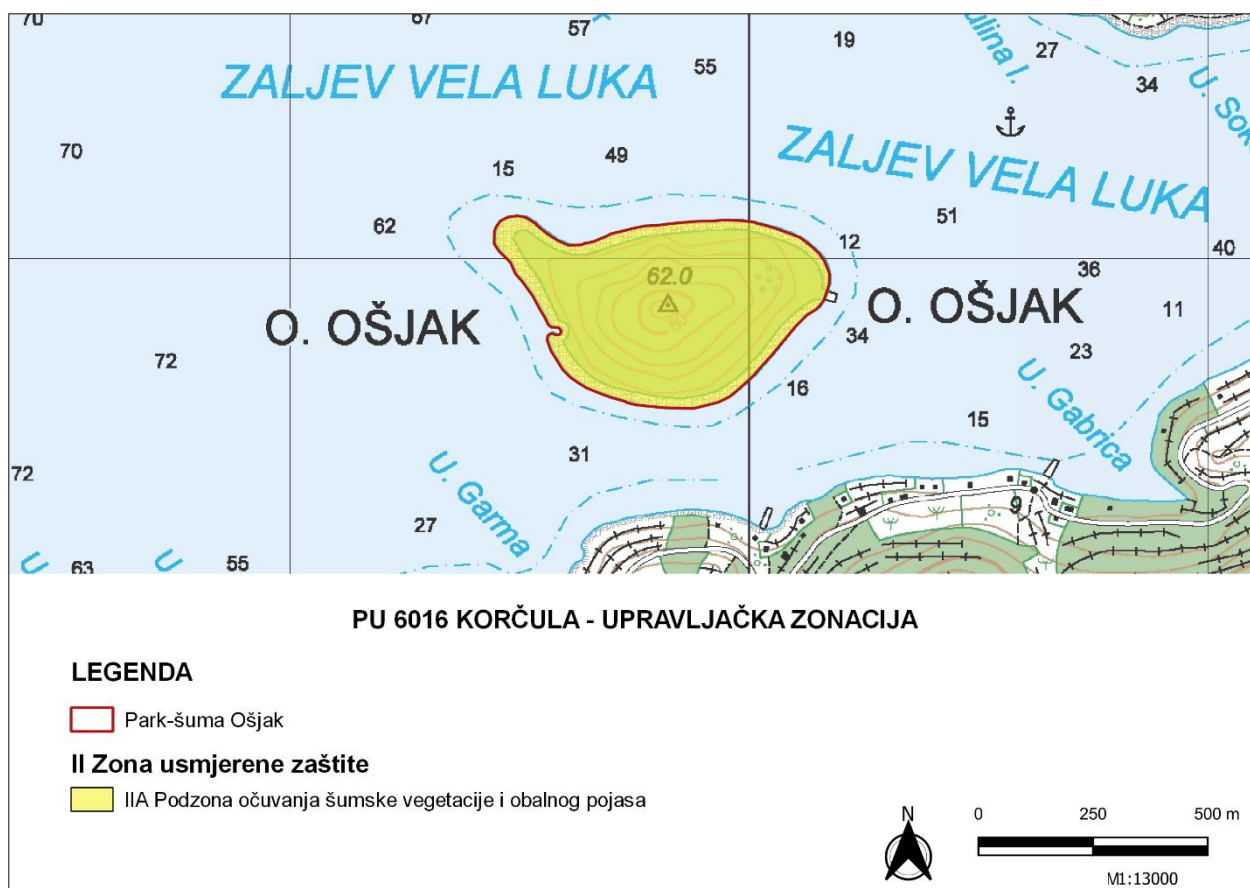 70
67
57
55
19
27
34
ulina I.
U. Sok
ZALJEV VELA LUKA
70
15
49
ZALJEV VELA LUKA
62
51
12
40
36
11
62.0
O. OŠJAK
O. OŠJAK
34
23
72
16
15
U. Gabrica
72
31
U. Garma
27
9
U
63
U
55
PU 6016 KORČULA - UPRAVLJAČKA ZONACIJA
LEGENDA
Park-šuma Ošjak
II Zona usmjerene zaštite
IIA Podzona očuvanja šumske vegetacije i obalnog pojasa
N
0 250 500 m
M1:13000